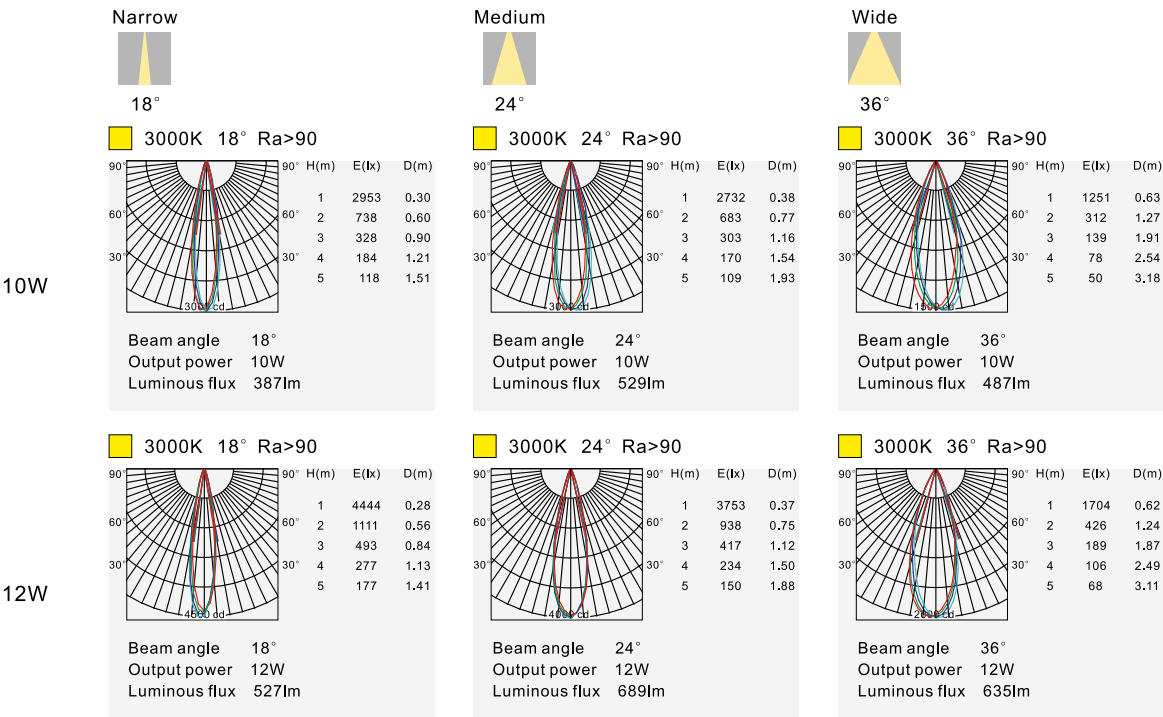 Narrow
Medium
Wide
18°
24°
36°
10W
3000K 18° Ra>90
90° 90° H(m) E(lx) D(m)
1 2953 0.30
60° 60° 2 738 0.60
3 328 0.90
30° 30° 4 184 1.21
5 118 1.51
3000 cd
Beam angle 18°
Output power 10W
Luminous flux 387lm
3000K 24° Ra>90
90° 90° H(m) E(lx) D(m)
1 2732 0.38
60° 60° 2 683 0.77
3 303 1.16
30° 30° 4 170 1.54
5 109 1.93
3000 cd
Beam angle 24°
Output power 10W
Luminous flux 529lm
3000K 36° Ra>90
90° 90° H(m) E(lx) D(m)
1 1251 0.63
60° 60° 2 312 1.27
3 139 1.91
30° 30° 4 78 2.54
5 50 3.18
1500 cd
Beam angle 36°
Output power 10W
Luminous flux 487lm
12W
3000K 18° Ra>90
90° 90° H(m) E(lx) D(m)
1 4444 0.28
60° 60° 2 1111 0.56
3 493 0.84
30° 30° 4 277 1.13
5 177 1.41
cd
Beam angle 18°
Output power 12W
Luminous flux 527lm
3000K 24° Ra>90
90° 90° H(m) E(lx) D(m)
1 3753 0.37
60° 60° 2 938 0.75
3 417 1.12
30° 30° 4 234 1.50
5 150 1.88
4000 cd
Beam angle 24°
Output power 12W
Luminous flux 689lm
3000K 36° Ra>90
90° 90° H(m) E(lx) D(m)
1 1704 0.62
60° 60° 2 426 1.24
3 189 1.87
30° 30° 4 106 2.49
5 68 3.11
cd
Beam angle 36°
Output power 12W
Luminous flux 635lm